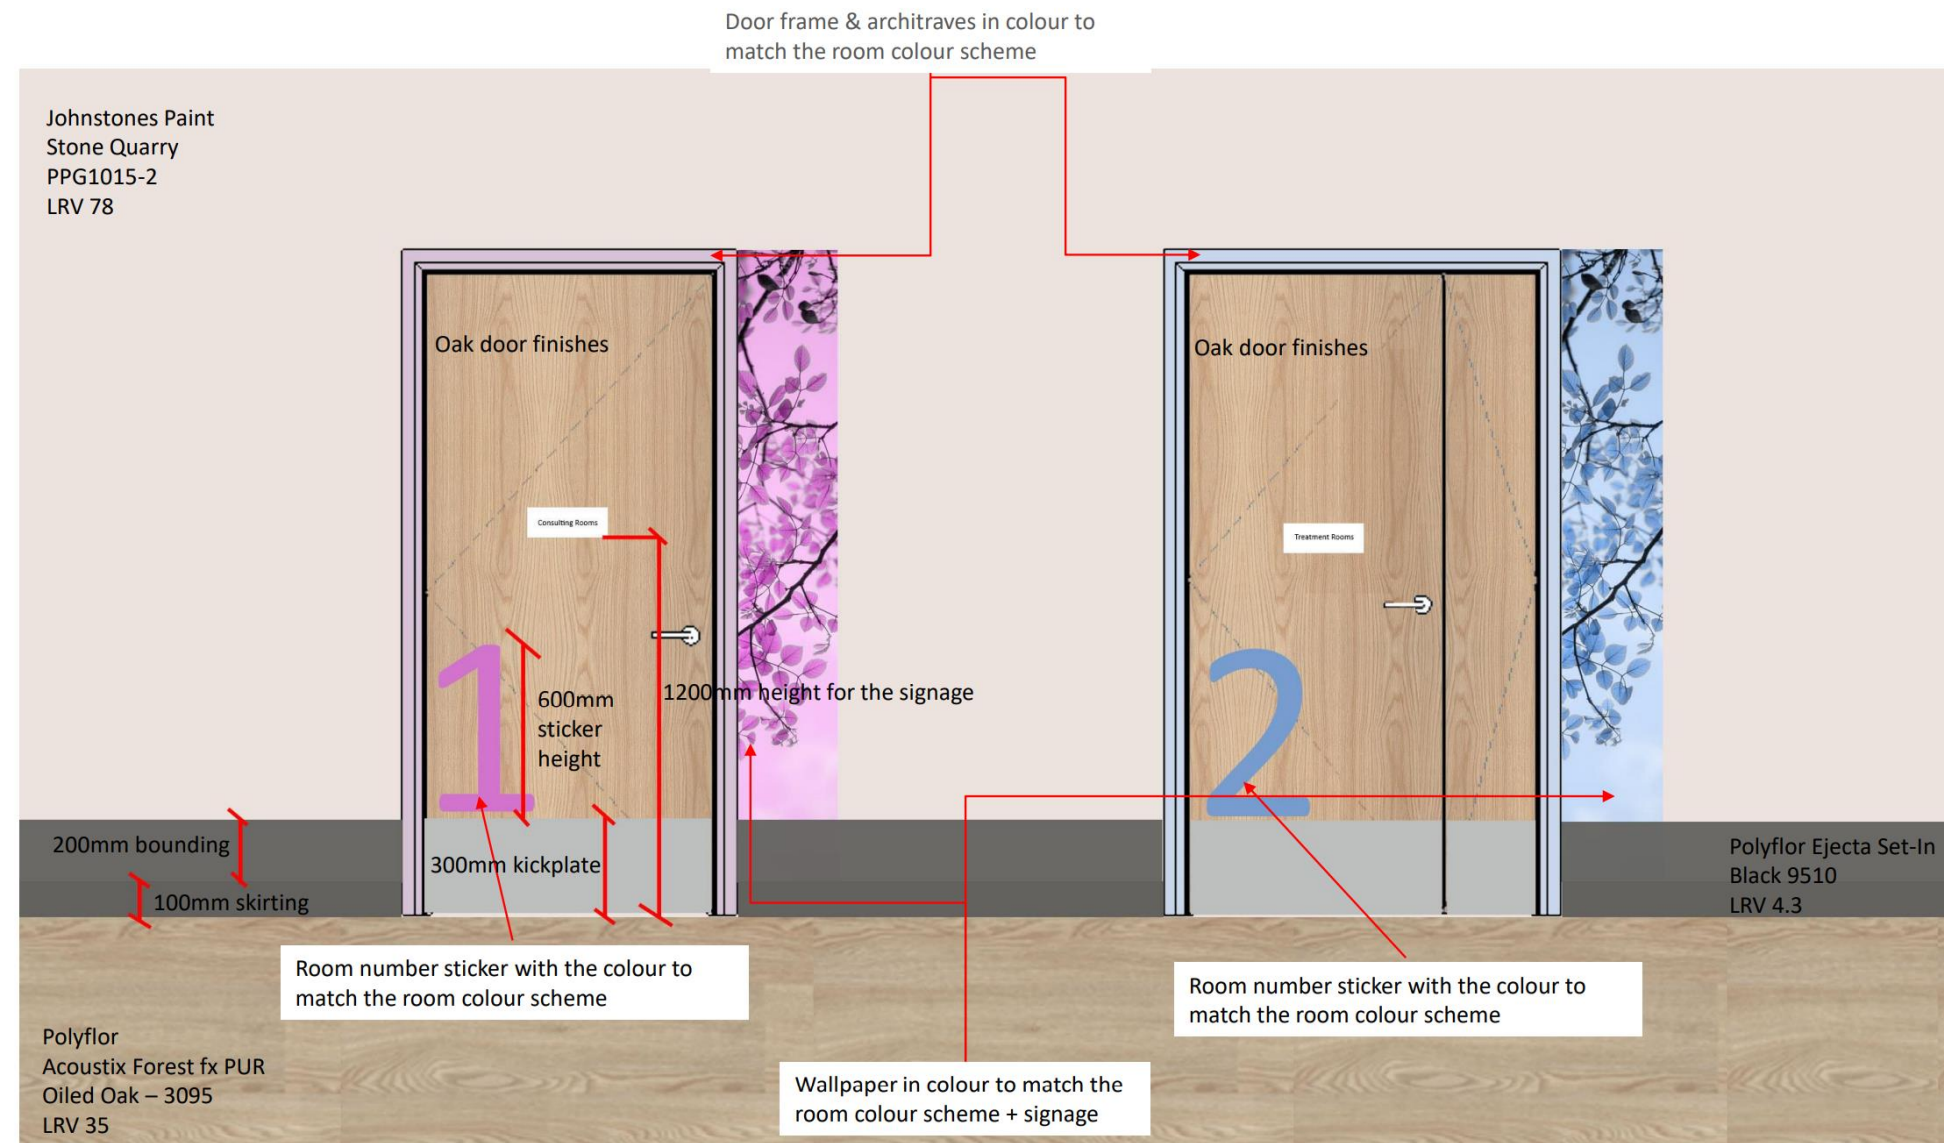 Door frame & architraves in colour to
match the room colour scheme
Johnstones Paint
Stone Quarry
PPG1015-2
LRV 78
Oak door finishes
Oak door finishes
Consulting Rooms
Treatment Rooms
1
600mm
sticker
height
1200mm height for the signage
2
200mm bounding
300mm kickplate
100mm skirting
Polyflor Ejecta Set-In
Black 9510
LRV 4.3
Room number sticker with the colour to
match the room colour scheme
Room number sticker with the colour to
match the room colour scheme
Polyflor
Acoustix Forest fx PUR
Oiled Oak – 3095
LRV 35
Wallpaper in colour to match the
room colour scheme + signage